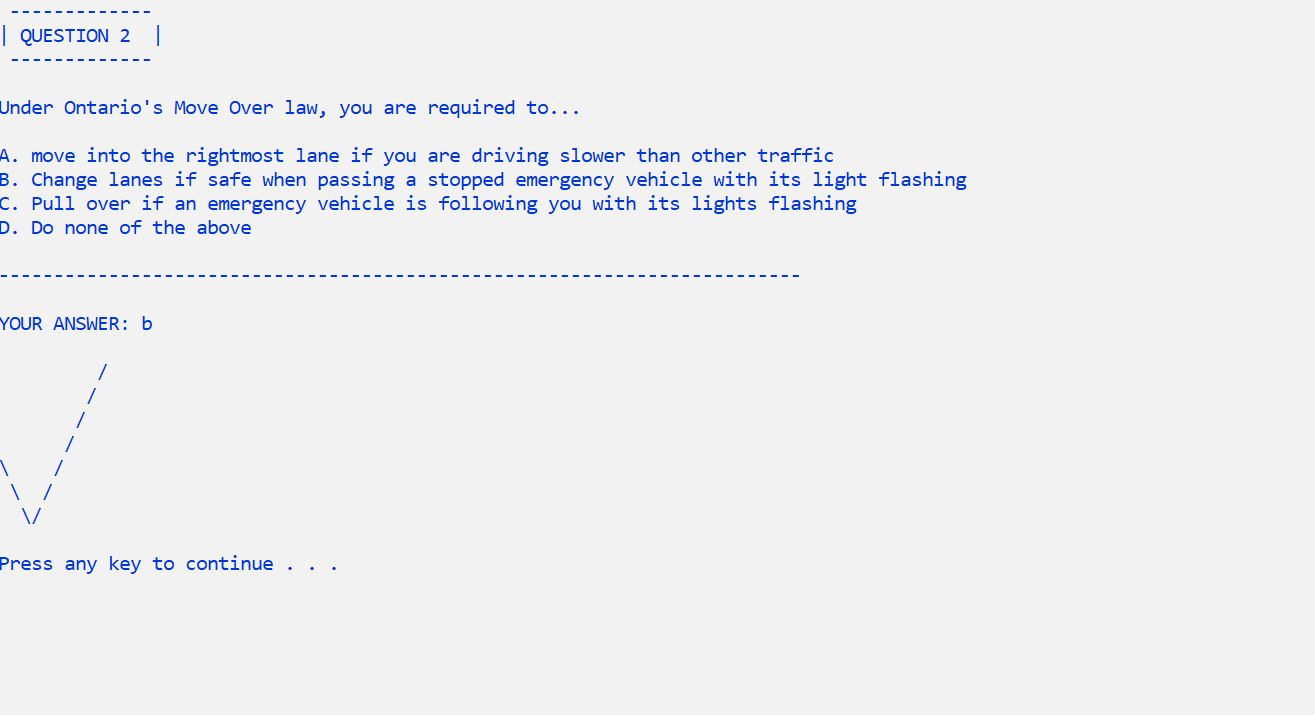 -------------
| QUESTION 2  |
-------------
Under Ontario's Move Over law, you are required to...
A. move into the rightmost lane if you are driving slower than other traffic
B. Change lanes if safe when passing a stopped emergency vehicle with its light flashing
C. Pull over if an emergency vehicle is following you with its lights flashing
D. Do none of the above
-------------------------------------------------------------------------
YOUR ANSWER: b
         /
        /
       /
      /
\    /
 \  /
  \/
Press any key to continue . . .